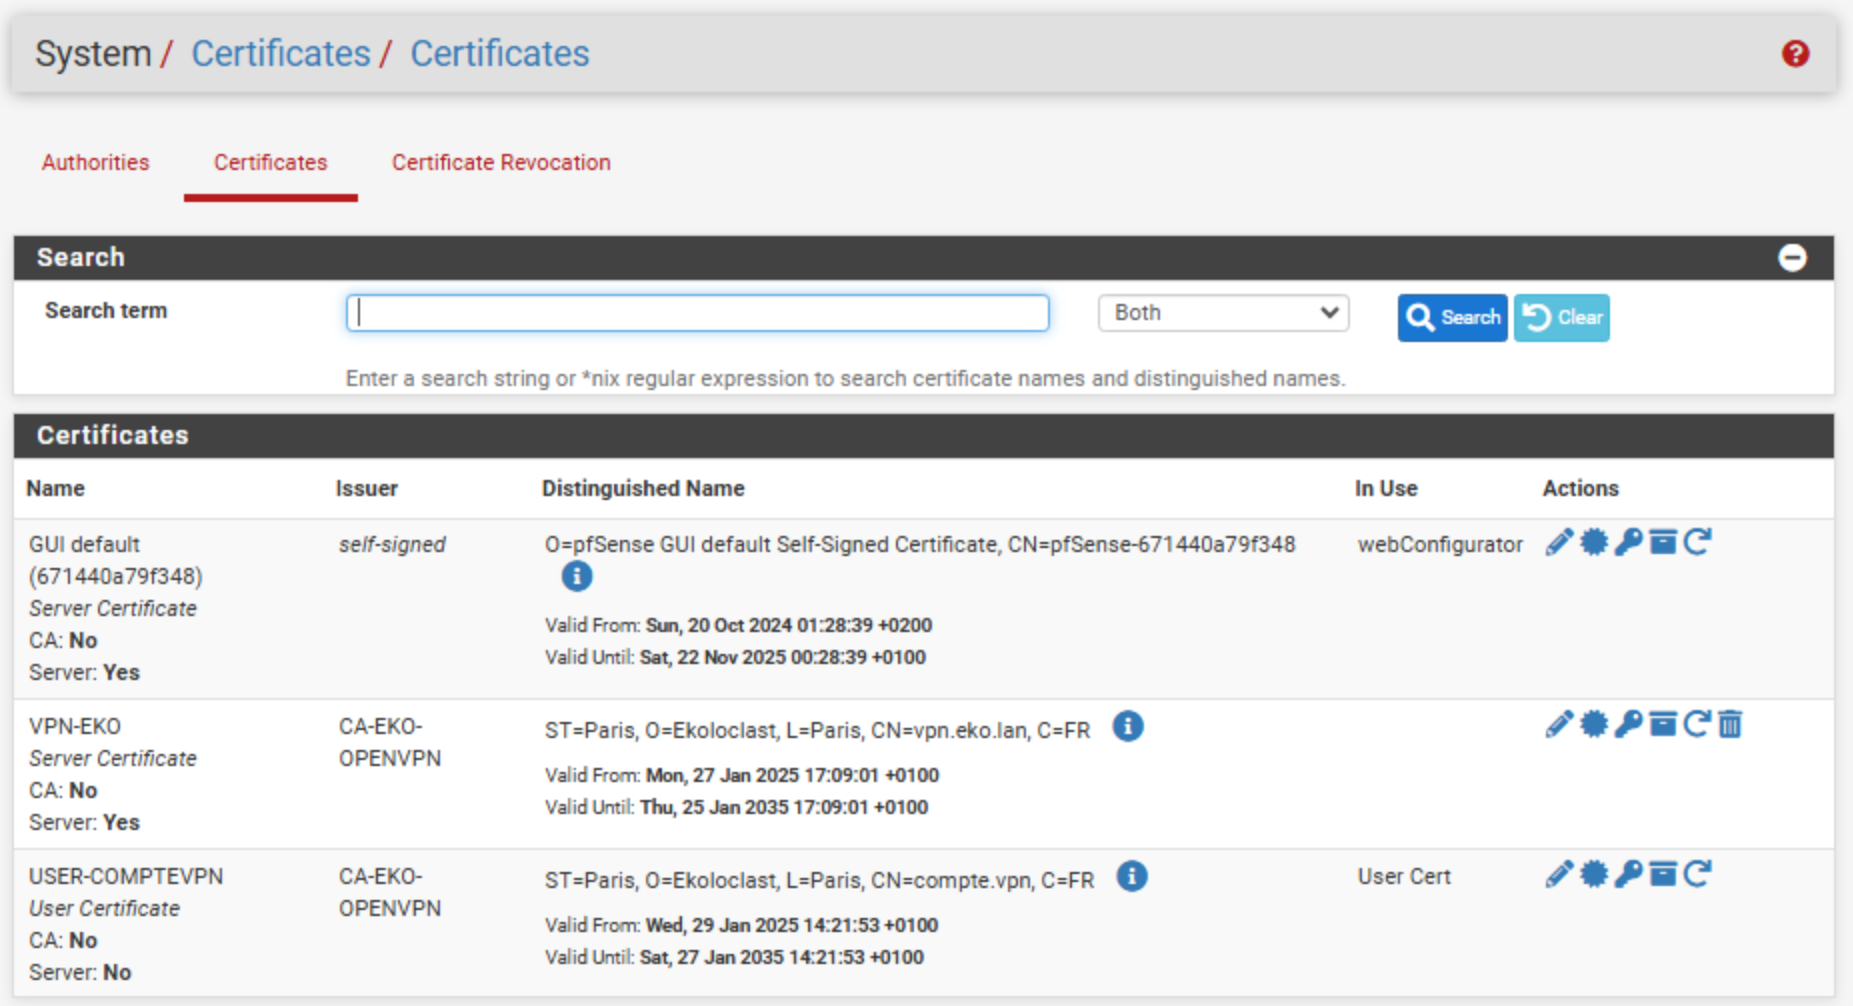 System / Certificates / Certificates
Authorities Certificates Certificate Revocation
Search
Search term Both Search Clear
Enter a search string or *nix regular expression to search certificate names and distinguished names.
Certificates
Name Issuer Distinguished Name In Use Actions
GUI default self-signed O=pfSense GUI default Self-Signed Certificate, CN=pfSense-671440a79f348 webConfigurator
(671440a79f348)
Server Certificate
CA: No
Server: Yes
Valid From: Sun, 20 Oct 2024 01:28:39 +0200
Valid Until: Sat, 22 Nov 2025 00:28:39 +0100
VPN-EKO
Server Certificate
CA: No
Server: Yes
CA-EKO-
OPENVPN
ST=Paris, O=Ekoloclast, L=Paris, CN=vpn.eko.lan, C=FR
Valid From: Mon, 27 Jan 2025 17:09:01 +0100
Valid Until: Thu, 25 Jan 2035 17:09:01 +0100
USER-COMPTEVPN
User Certificate
CA: No
Server: No
CA-EKO-
OPENVPN
ST=Paris, O=Ekoloclast, L=Paris, CN=compte.vpn, C=FR
Valid From: Wed, 29 Jan 2025 14:21:53 +0100
Valid Until: Sat, 27 Jan 2035 14:21:53 +0100
User Cert